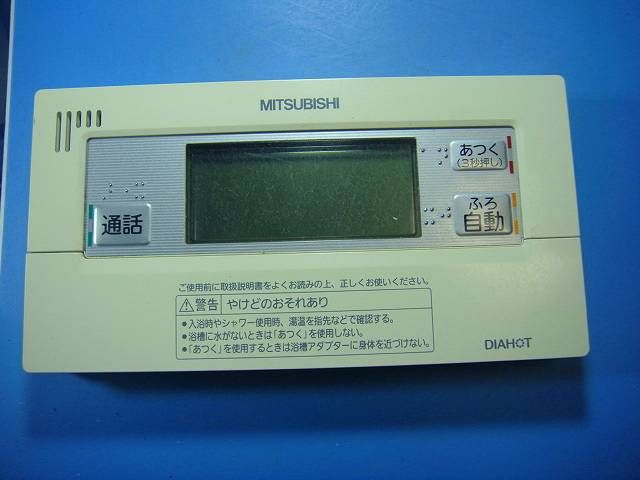 MITSUBISHI
あつく
(3秒押し)
ふろ
自動
通話
ご使用前に取扱説明書をよくお読みの上、正しくお使いください。
警告 やけどのおそれあり
●入浴時やシャワー使用時、湯温を指先などで確認する。
●浴槽に水がないときは「あつく」を使用しない。
●「あつく」を使用するときは浴槽アダプターに身体を近づけない。
DIAHOT